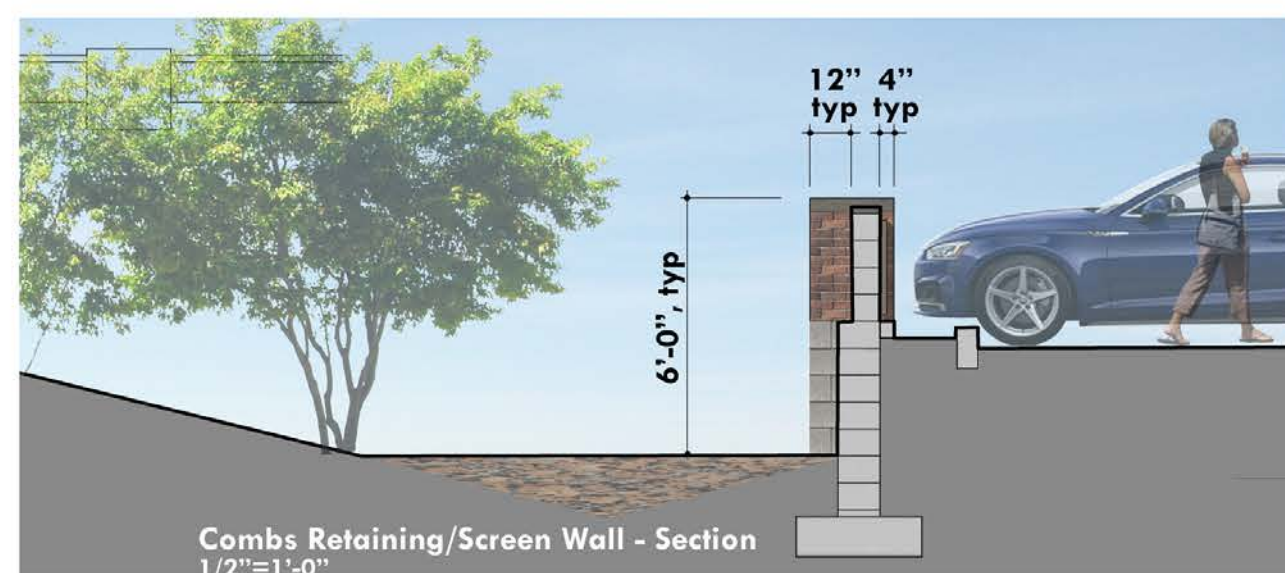 12” 4”
typ typ
6’-0”, typ
Combs Retaining/Screen Wall - Section
1/2”=1’-0”